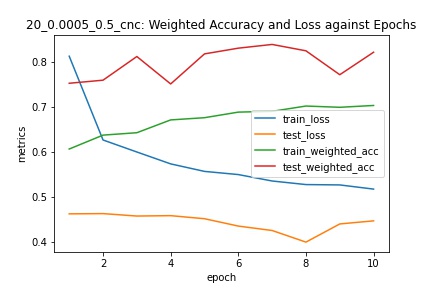 20_0.0005_0.5_cnc: Weighted Accuracy and Loss against Epochs
metrics
0.8
0.7
0.6
0.5
0.4
train_loss
test_loss
train_weighted_acc
test_weighted_acc
2
4
6
8
10
epoch